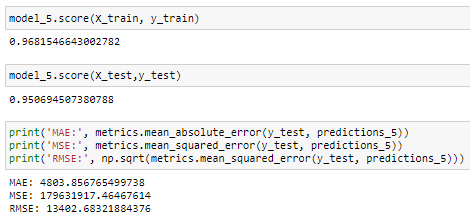 model_5.score(X_train, y_train)
0.9681546643002782
model_5.score(X_test,y_test)
0.950694507380788
print('MAE:', metrics.mean_absolute_error(y_test, predictions_5))
print('MSE:', metrics.mean_squared_error(y_test, predictions_5))
print('RMSE:', np.sqrt(metrics.mean_squared_error(y_test, predictions_5)))
MAE: 4803.856765499738
MSE: 179631917.46467614
RMSE: 13402.68321884376